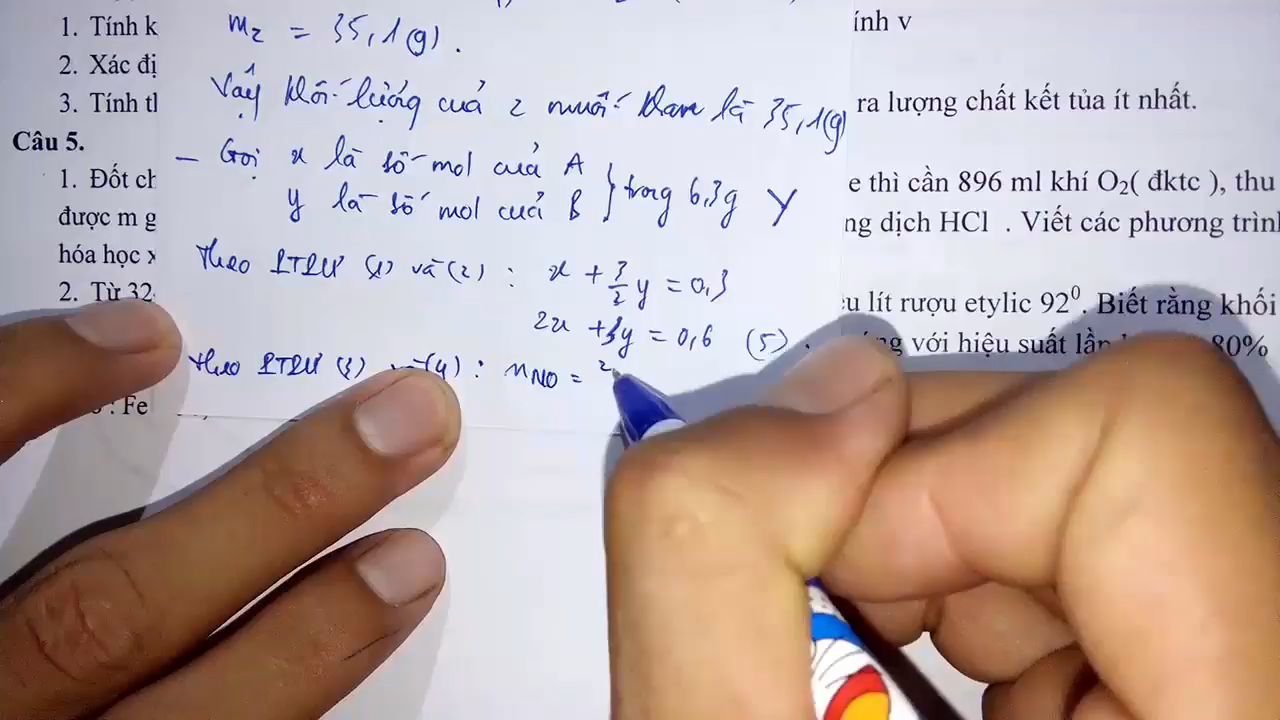 1. Tính k
m2 = 35,1(g).
ính v
2. Xác đị
3. Tính tl
Vậy khối lượng của 2 muối khan là 35,1(g)
ra lượng chất kết tủa ít nhất.
Câu 5.
- Gọi x là số mol của A
y là số mol của B } trong 6,3g Y
1. Đốt ch
e thì cần 896 ml khí O2( đktc ), thu
được m g
ng dịch HCl . Viết các phương trình
hóa học x
Theo PTPƯ (1) và (2) : x + 3/2 y = 0,3
2. Từ 32
u lít rượu etylic 92⁰. Biết rằng khối
2x + 3y = 0,6 (5)
ng với hiệu suất lần 80%
Theo PTPƯ (3) và (4) : nNO = 2
: Fe